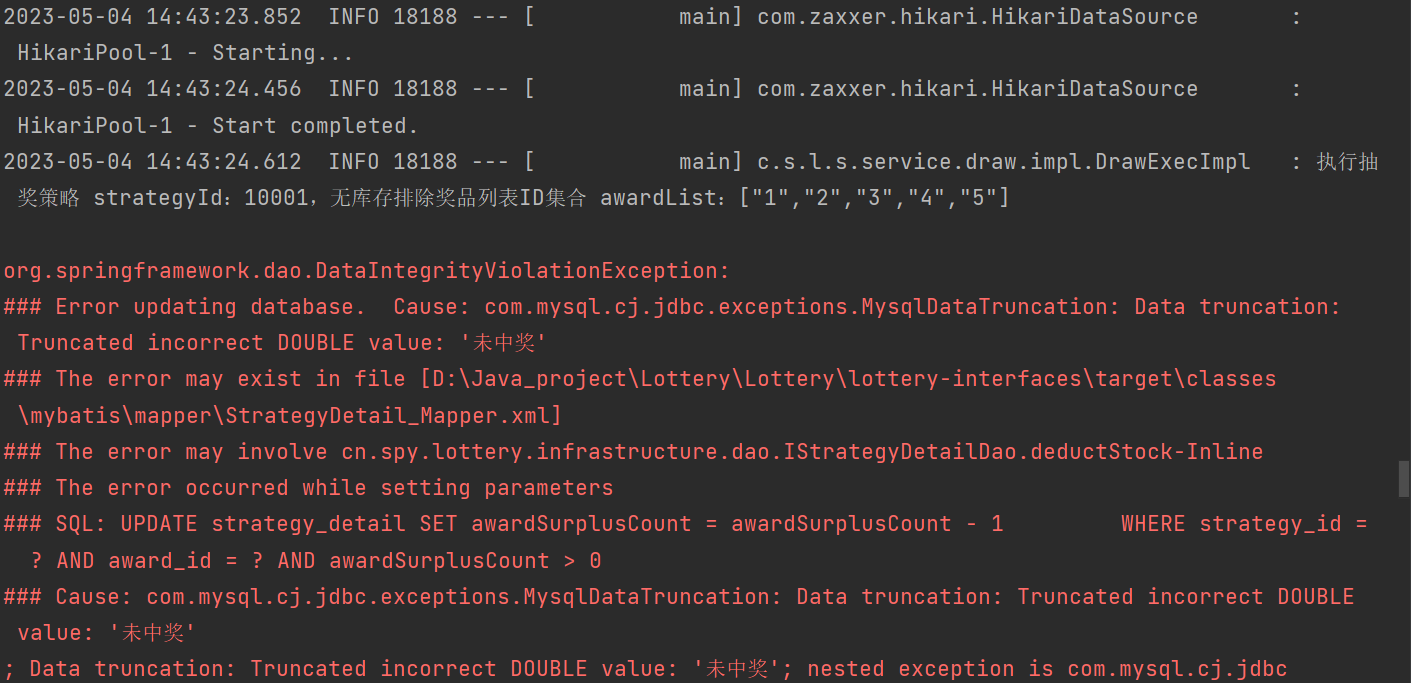 2023-05-04 14:43:23.852  INFO 18188 --- [           main] com.zaxxer.hikari.HikariDataSource       :
HikariPool-1 - Starting...
2023-05-04 14:43:24.456  INFO 18188 --- [           main] com.zaxxer.hikari.HikariDataSource       :
HikariPool-1 - Start completed.
2023-05-04 14:43:24.612  INFO 18188 --- [           main] c.s.l.s.service.draw.impl.DrawExecImpl   : 执行抽
奖策略 strategyId：10001，无库存排除奖品列表ID集合 awardList：["1","2","3","4","5"]
org.springframework.dao.DataIntegrityViolationException:
### Error updating database.  Cause: com.mysql.cj.jdbc.exceptions.MysqlDataTruncation: Data truncation:
Truncated incorrect DOUBLE value: '未中奖'
### The error may exist in file [D:\Java_project\Lottery\Lottery\lottery-interfaces\target\classes
\mybatis\mapper\StrategyDetail_Mapper.xml]
### The error may involve cn.spy.lottery.infrastructure.dao.IStrategyDetailDao.deductStock-Inline
### The error occurred while setting parameters
### SQL: UPDATE strategy_detail SET awardSurplusCount = awardSurplusCount - 1         WHERE strategy_id =
? AND award_id = ? AND awardSurplusCount > 0
### Cause: com.mysql.cj.jdbc.exceptions.MysqlDataTruncation: Data truncation: Truncated incorrect DOUBLE
value: '未中奖'
; Data truncation: Truncated incorrect DOUBLE value: '未中奖'; nested exception is com.mysql.cj.jdbc